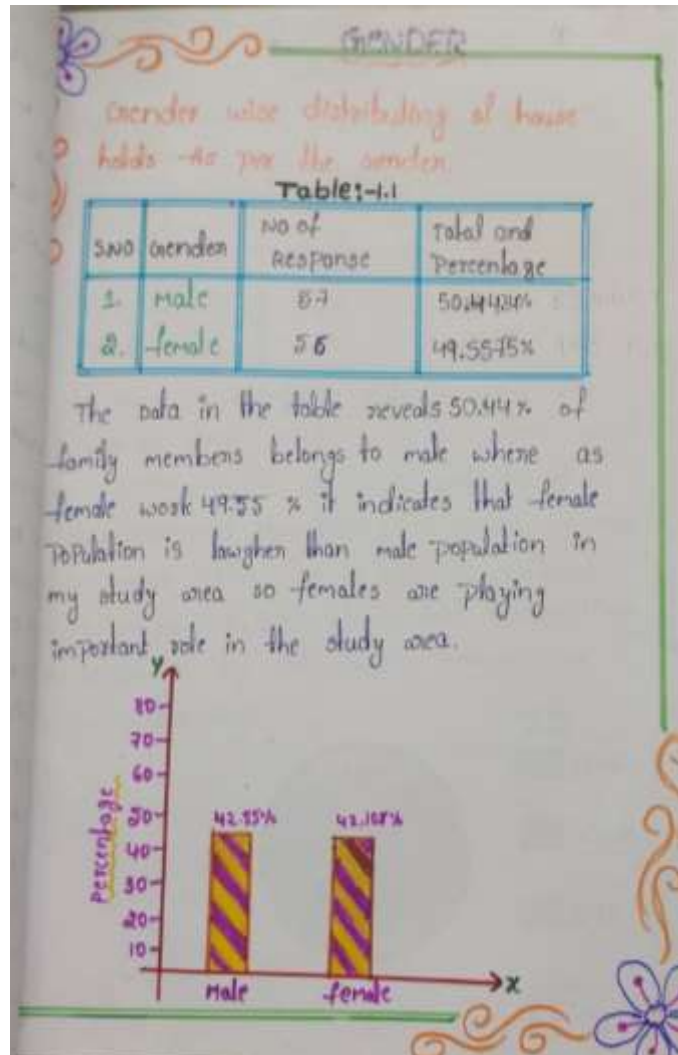 GENDER
Gender wise distributing of house
holds As per the gender.
Table:-1.1
S.NO Gender No of Response Total and Percentage
1. Male 57 50.4424%
2. female 56 49.5575%
The Data in the table reveals 50.44% of
family members belongs to male where as
female work 49.55 % it indicates that female
Population is lawgher than male population in
my study area so females are playing
important role in the study area.
Y
80
70
60
50
40
30
20
10
Percentage
42.55% 42.108%
Male female
X